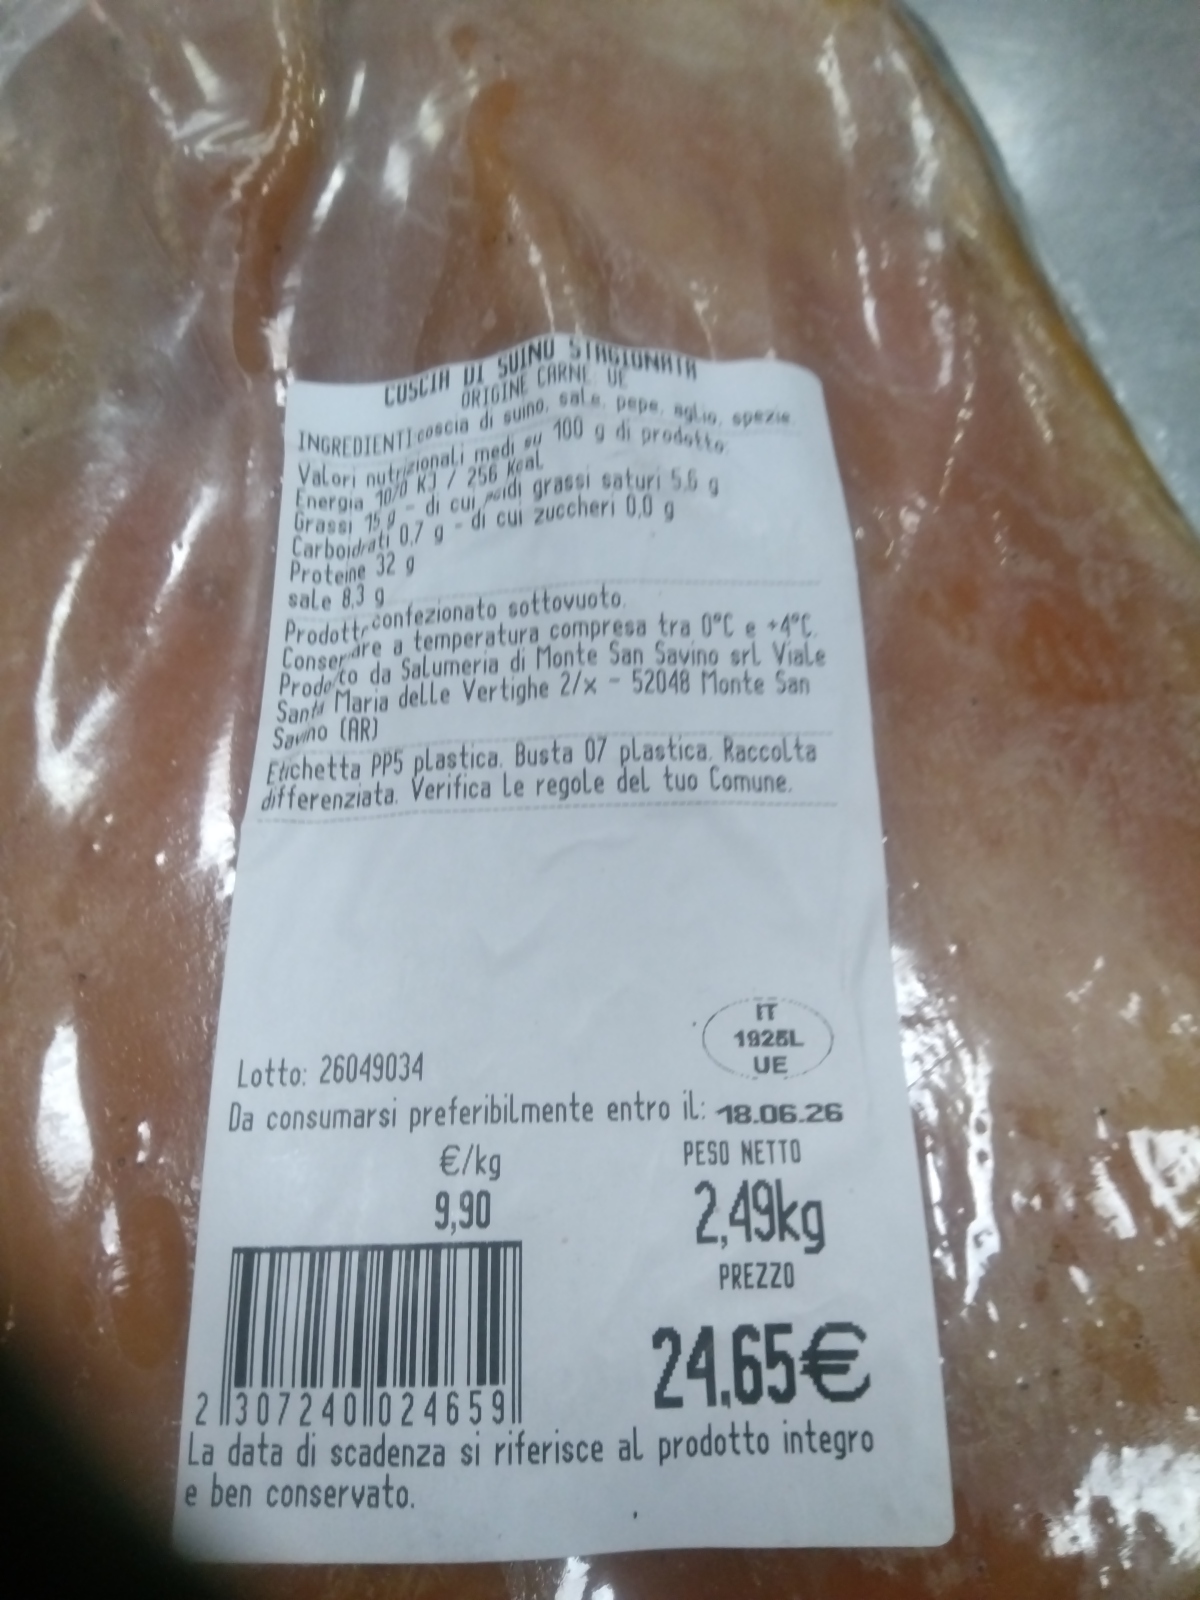 COSCIA DI SUINO STAGIONATA
ORIGINE CARNE: UE
INGREDIENTI coscia di suino, sale, pepe, aglio, spezie.
Valori nutrizionali medi su 100 g di prodotto:
Energia 1070 KJ / 256 Kcal
Grassi 15 g - di cui acidi grassi saturi 5.6 g
Carboidrati 0,7 g - di cui zuccheri 0,0 g
Proteine 32 g
sale 8,3 g
Prodotto confezionato sottovuoto.
Conservare a temperatura compresa tra 0°C e +4°C.
Prodotto da Salumeria di Monte San Savino srl Viale
Santa Maria delle Vertighe 2/x - 52048 Monte San
Savino (AR)
Etichetta PP5 plastica. Busta 07 plastica. Raccolta
differenziata. Verifica le regole del tuo Comune.
IT
1925L
UE
Lotto: 26049034
Da consumarsi preferibilmente entro il: 18.06.26
€/kg PESO NETTO
9,90 2,49kg
PREZZO
24.65€
2 307240 024659
La data di scadenza si riferisce al prodotto integro
e ben conservato.